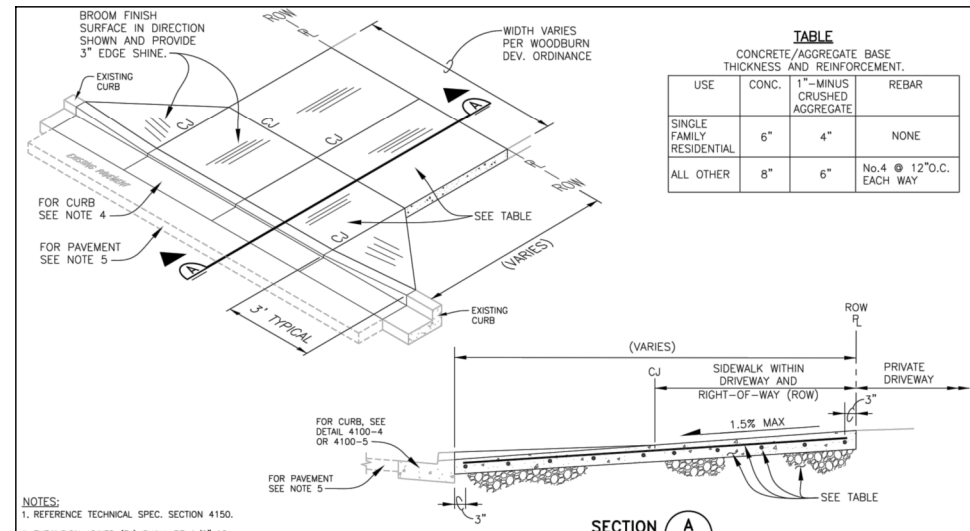 BROOM FINISH
SURFACE IN DIRECTION
SHOWN AND PROVIDE
3" EDGE SHINE.
EXISTING
CURB
ROW
PL
WIDTH VARIES
PER WOODBURN
DEV. ORDINANCE
A
CJ
CJ
CJ
EXISTING PAVEMENT
FOR CURB
SEE NOTE 4
FOR PAVEMENT
SEE NOTE 5
A
SEE TABLE
PL
ROW
(VARIES)
3' TYPICAL
EXISTING
CURB
TABLE
CONCRETE/AGGREGATE BASE
THICKNESS AND REINFORCEMENT.
USE CONC. 1"-MINUS CRUSHED AGGREGATE REBAR
SINGLE FAMILY RESIDENTIAL 6" 4" NONE
ALL OTHER 8" 6" No.4 @ 12"O.C. EACH WAY
ROW
PL
(VARIES)
CJ
SIDEWALK WITHIN
DRIVEWAY AND
RIGHT-OF-WAY (ROW)
PRIVATE
DRIVEWAY
3"
1.5% MAX
FOR CURB, SEE
DETAIL 4100-4
OR 4100-5
FOR PAVEMENT
SEE NOTE 5
SEE TABLE
3"
SECTION A
NOTES:
1. REFERENCE TECHNICAL SPEC. SECTION 4150.